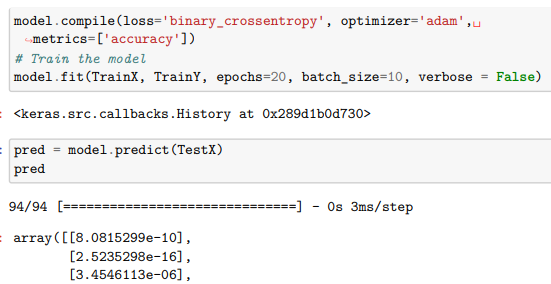 model.compile(loss='binary_crossentropy', optimizer='adam',␣
↪metrics=['accuracy'])
# Train the model
model.fit(TrainX, TrainY, epochs=20, batch_size=10, verbose = False)
: <keras.src.callbacks.History at 0x289d1b0d730>
: pred = model.predict(TestX)
pred
94/94 [==============================] - 0s 3ms/step
: array([[8.0815299e-10],
[2.5235298e-16],
[3.4546113e-06],